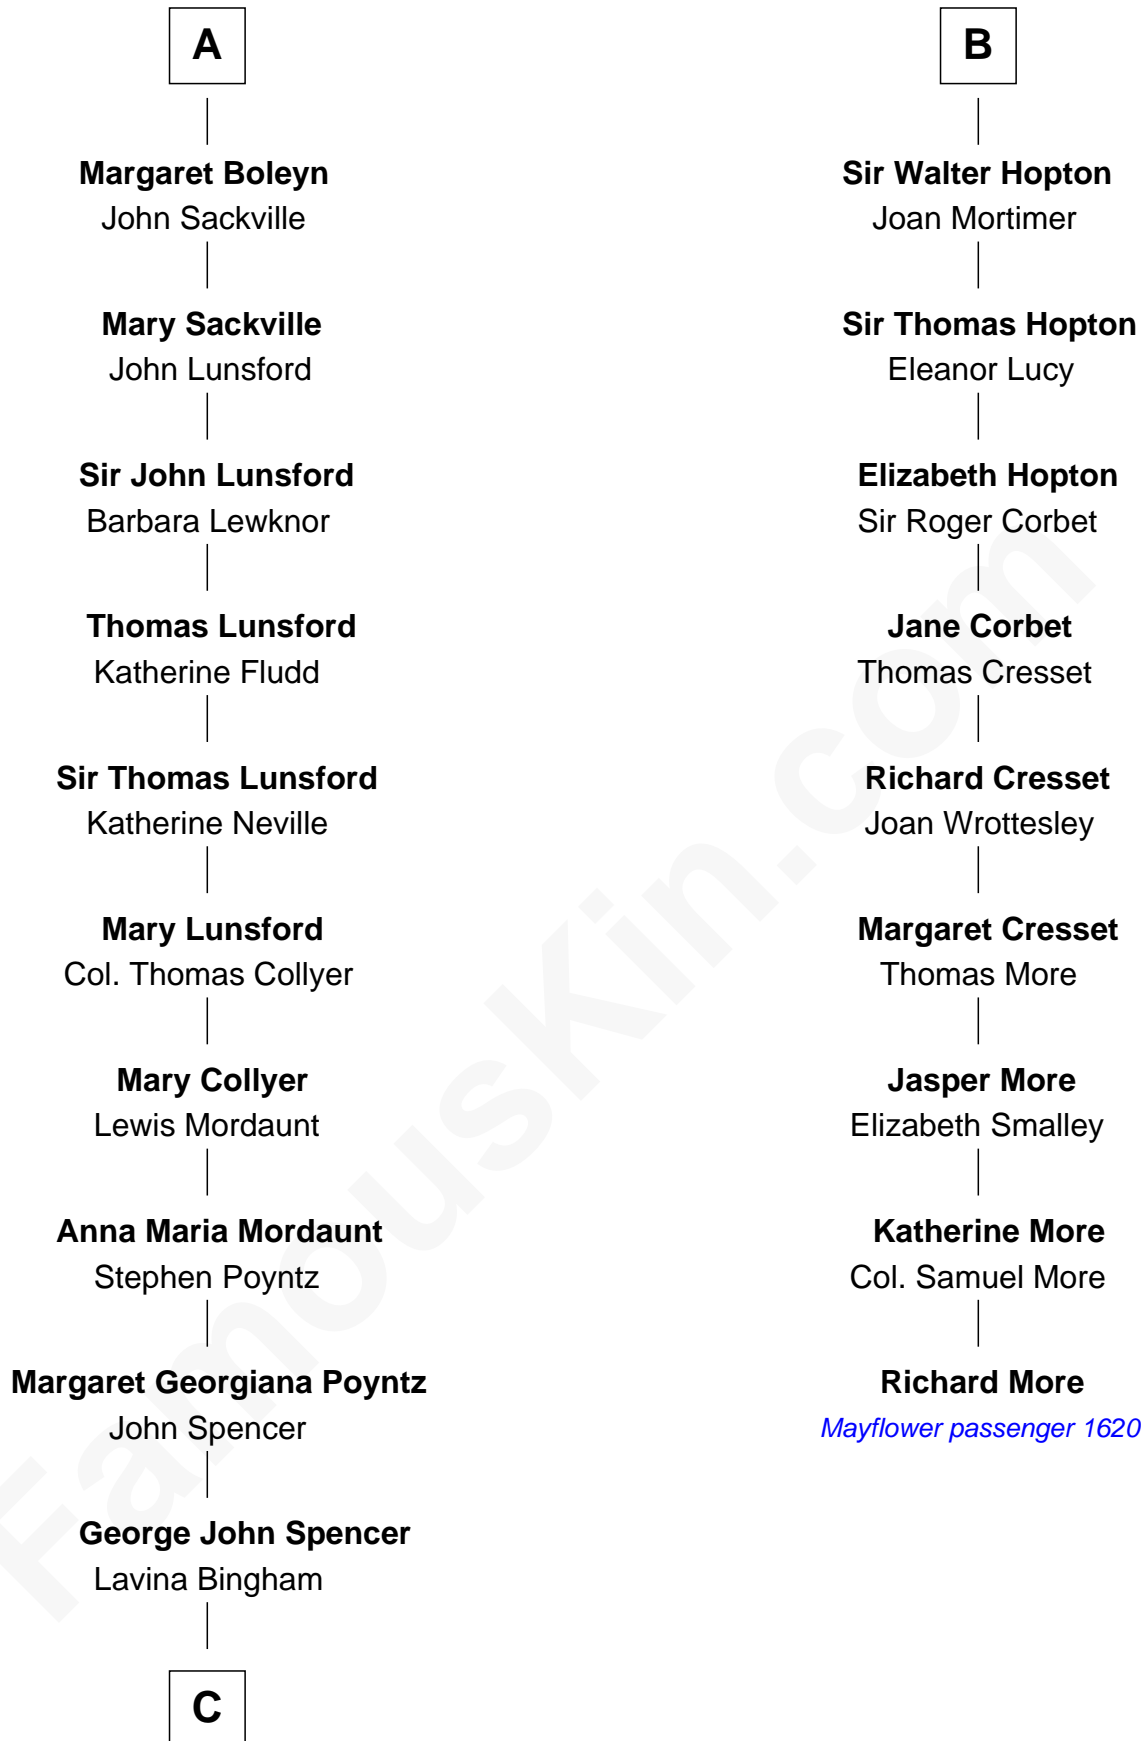 A
Margaret Boleyn
John Sackville
Mary Sackville
John Lunsford
Sir John Lunsford
Barbara Lewknor
Thomas Lunsford
Katherine Fludd
Sir Thomas Lunsford
Katherine Neville
Mary Lunsford
Col. Thomas Collyer
Mary Collyer
Lewis Mordaunt
Anna Maria Mordaunt
Stephen Poyntz
Margaret Georgiana Poyntz
John Spencer
George John Spencer
Lavina Bingham
C
B
Sir Walter Hopton
Joan Mortimer
Sir Thomas Hopton
Eleanor Lucy
Elizabeth Hopton
Sir Roger Corbet
Jane Corbet
Thomas Cresset
Richard Cresset
Joan Wrottesley
Margaret Cresset
Thomas More
Jasper More
Elizabeth Smalley
Katherine More
Col. Samuel More
Richard More
Mayflower passenger 1620
FamousKin.com